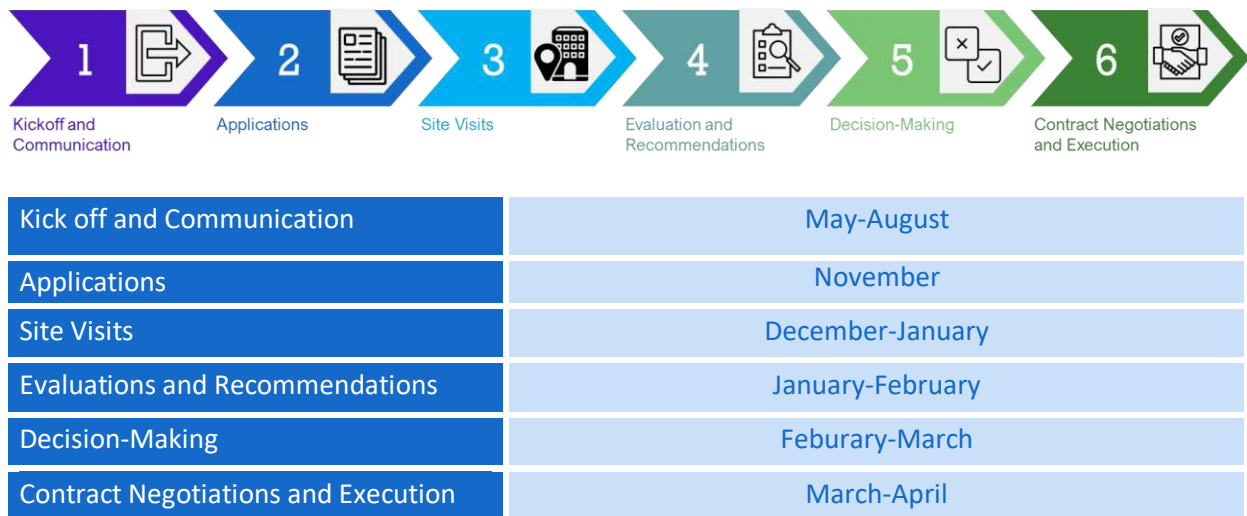 1
2
3
4
5
6
Kickoff and
Communication
Applications
Site Visits
Evaluation and
Recommendations
Decision-Making
Contract Negotiations
and Execution
Kick off and Communication May-August
Applications November
Site Visits December-January
Evaluations and Recommendations January-February
Decision-Making Feburary-March
Contract Negotiations and Execution March-April